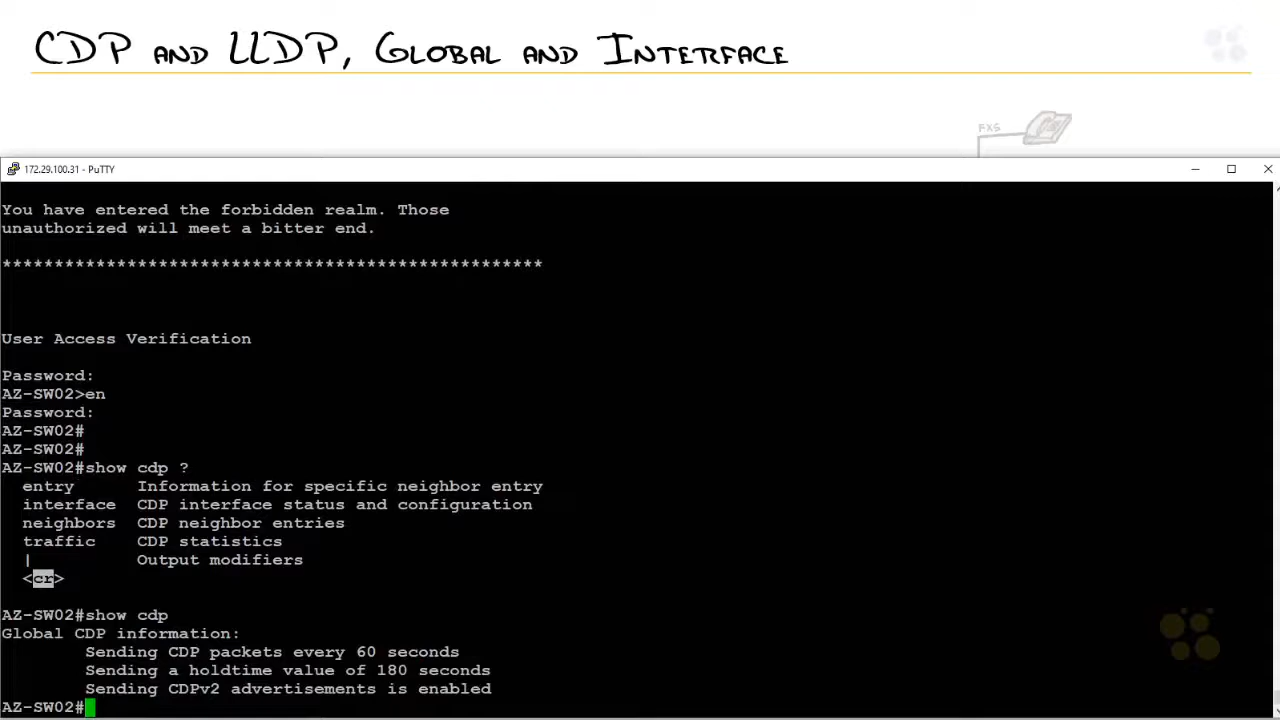 CDP AND LLDP, GLOBAL AND INTERFACE
FXS
172.29.100.31 - PuTTY
You have entered the forbidden realm. Those
unauthorized will meet a bitter end.
****************************************************
User Access Verification
Password:
AZ-SW02>en
Password:
AZ-SW02#
AZ-SW02#
AZ-SW02#show cdp ?
entry Information for specific neighbor entry
interface CDP interface status and configuration
neighbors CDP neighbor entries
traffic CDP statistics
| Output modifiers
<cr>
AZ-SW02#show cdp
Global CDP information:
Sending CDP packets every 60 seconds
Sending a holdtime value of 180 seconds
Sending CDPv2 advertisements is enabled
AZ-SW02#